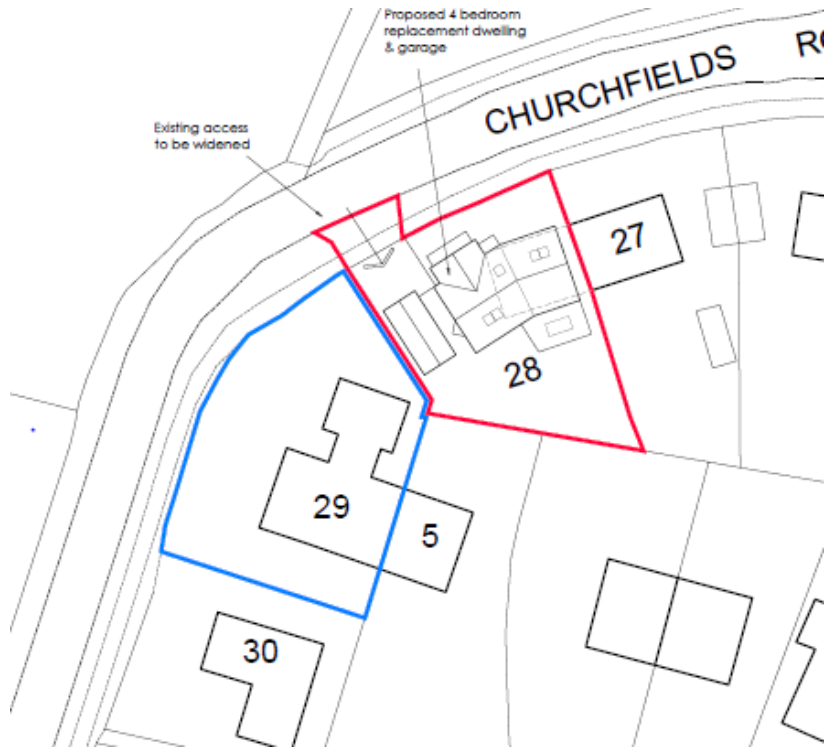 Proposed 4 bedroom
replacement dwelling
& garage
CHURCHFIELDS
Existing access
to be widened
27
28
29
5
30